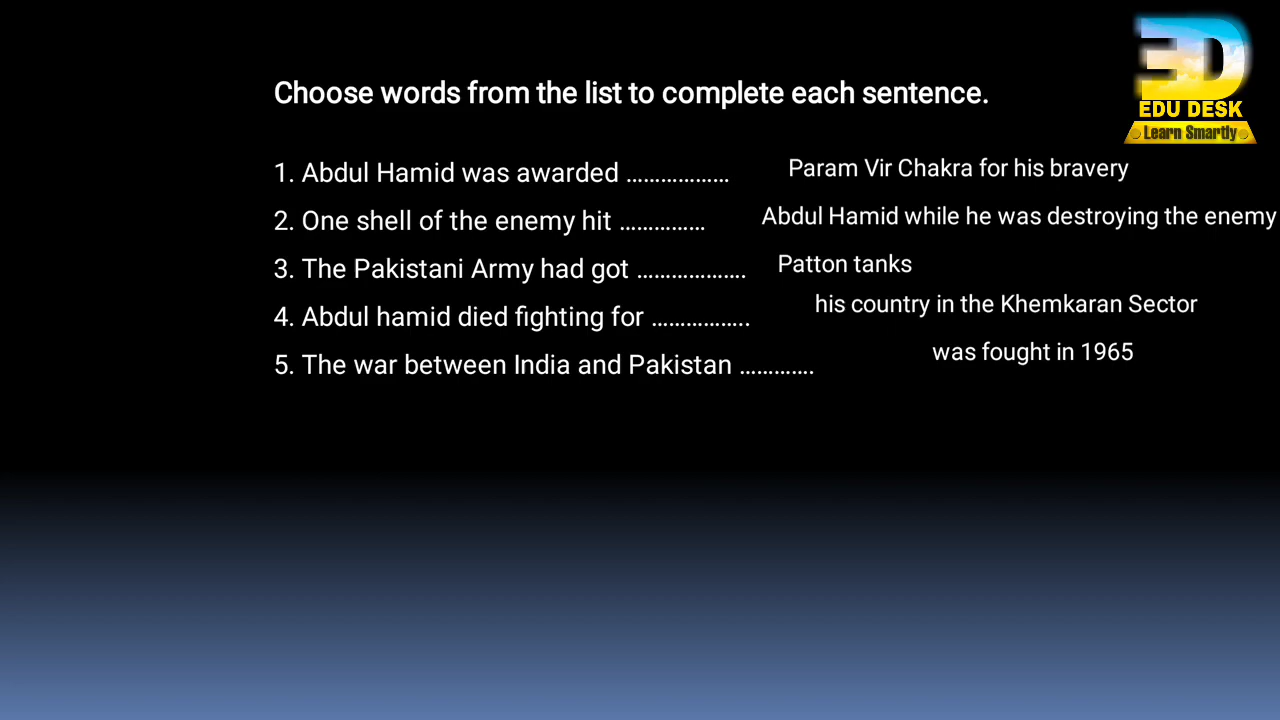 Choose words from the list to complete each sentence.
1. Abdul Hamid was awarded ……………… Param Vir Chakra for his bravery
2. One shell of the enemy hit …………… Abdul Hamid while he was destroying the enemy
3. The Pakistani Army had got ………………. Patton tanks
4. Abdul hamid died fighting for …………….. his country in the Khemkaran Sector
5. The war between India and Pakistan …………. was fought in 1965
ED
EDU DESK
Learn Smartly